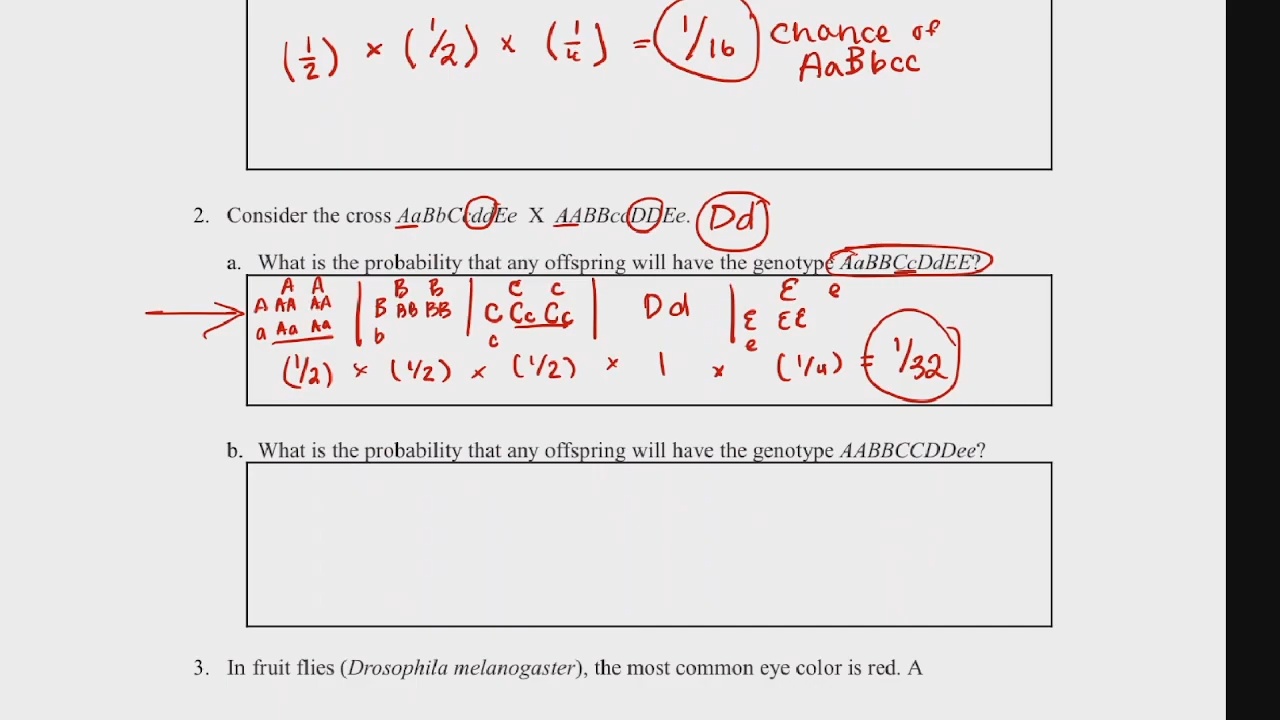 (1/2) × (1/2) × (1/4) = 1/16 chance of
AaBbcc
2. Consider the cross AaBbCcddEe X AABBccDDEe. Dd
a. What is the probability that any offspring will have the genotype AaBBCcDdEE?
A A | B B | C c | | E e
A AA AA | B BB BB | C Cc Cc | Dd | E EE
a Aa Aa | b | c | | e
(1/2) × (1/2) × (1/2) × 1 × (1/4) = 1/32
b. What is the probability that any offspring will have the genotype AABBCCDDee?
3. In fruit flies (Drosophila melanogaster), the most common eye color is red. A